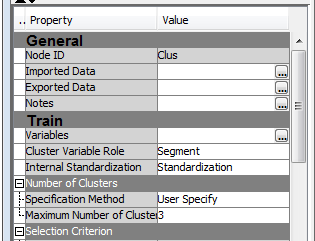 .. Property Value
General
Node ID Clus
Imported Data ...
Exported Data ...
Notes ...
Train
Variables ...
Cluster Variable Role Segment
Internal Standardization Standardization
Number of Clusters
Specification Method User Specify
Maximum Number of Cluster 3
Selection Criterion